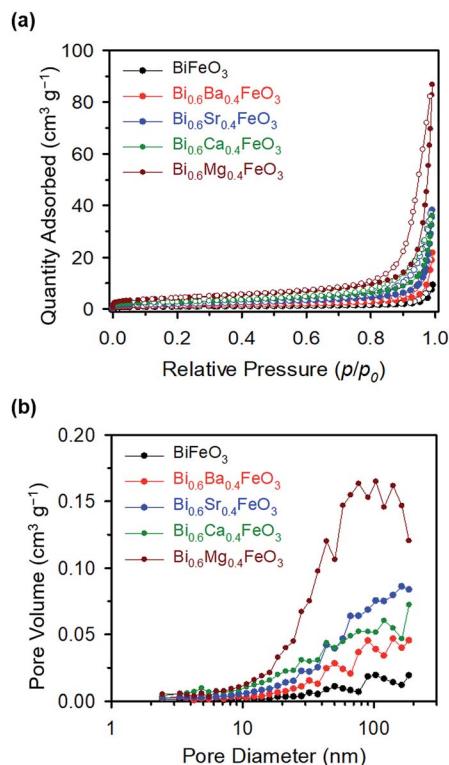 (a)
100
80
60
40
20
0
Quantity Adsorbed (cm³ g⁻¹)
BiFeO₃
Bi₀.₆Ba₀.₄FeO₃
Bi₀.₆Sr₀.₄FeO₃
Bi₀.₆Ca₀.₄FeO₃
Bi₀.₆Mg₀.₄FeO₃
0.0 0.2 0.4 0.6 0.8 1.0
Relative Pressure (p/p₀)
(b)
0.20
0.15
0.10
0.05
0.00
Pore Volume (cm³ g⁻¹)
BiFeO₃
Bi₀.₆Ba₀.₄FeO₃
Bi₀.₆Sr₀.₄FeO₃
Bi₀.₆Ca₀.₄FeO₃
Bi₀.₆Mg₀.₄FeO₃
1 10 100
Pore Diameter (nm)